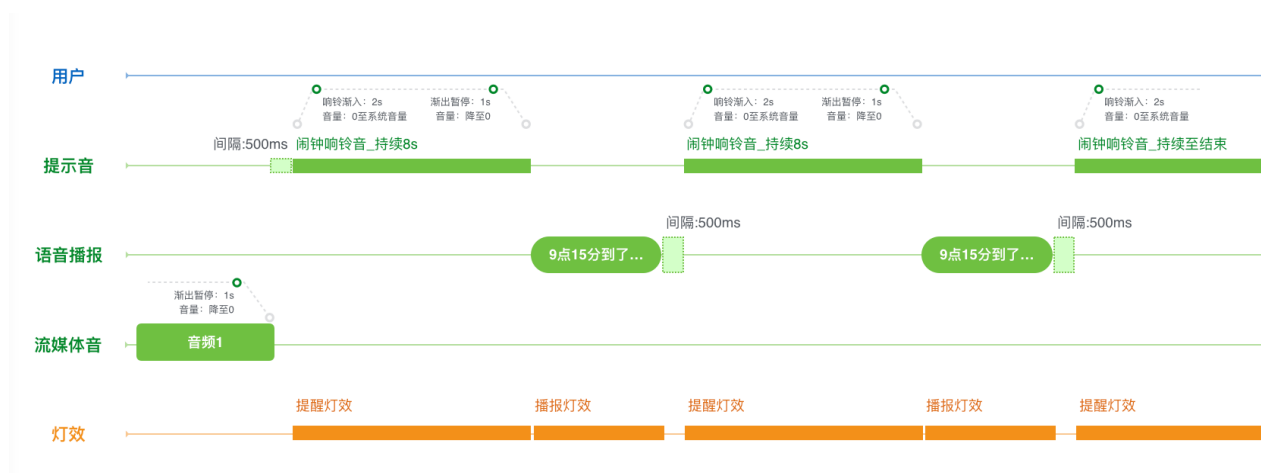 用户
响铃渐入：2s
音量：0至系统音量
渐出暂停：1s
音量：降至0
响铃渐入：2s
音量：0至系统音量
渐出暂停：1s
音量：降至0
响铃渐入：2s
音量：0至系统音量
间隔:500ms
闹钟响铃音_持续8s
闹钟响铃音_持续8s
闹钟响铃音_持续至结束
提示音
间隔:500ms
间隔:500ms
语音播报
9点15分到了...
9点15分到了...
渐出暂停：1s
音量：降至0
流媒体音
音频1
提醒灯效
播报灯效
提醒灯效
播报灯效
提醒灯效
灯效